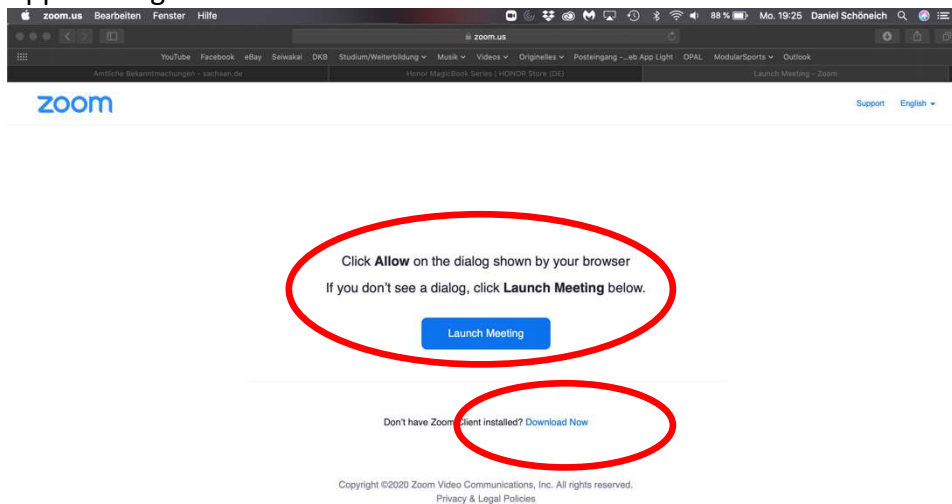 zoom.us Bearbeiten Fenster Hilfe 88 % Mo. 19:25 Daniel Schöneich
zoom.us
YouTube Facebook eBay Seiwakai DKB Studium/Weiterbildung Musik Videos Originelles Posteingang -...eb App Light OPAL ModularSports Outlook
Amtliche Bekanntmachungen - sachsen.de Honor MagicBook Series | HONOR Store (DE) Launch Meeting - Zoom
zoom Support English
Click Allow on the dialog shown by your browser
If you don't see a dialog, click Launch Meeting below.
Launch Meeting
Don't have Zoom Client installed? Download Now
Copyright ©2020 Zoom Video Communications, Inc. All rights reserved.
Privacy & Legal Policies